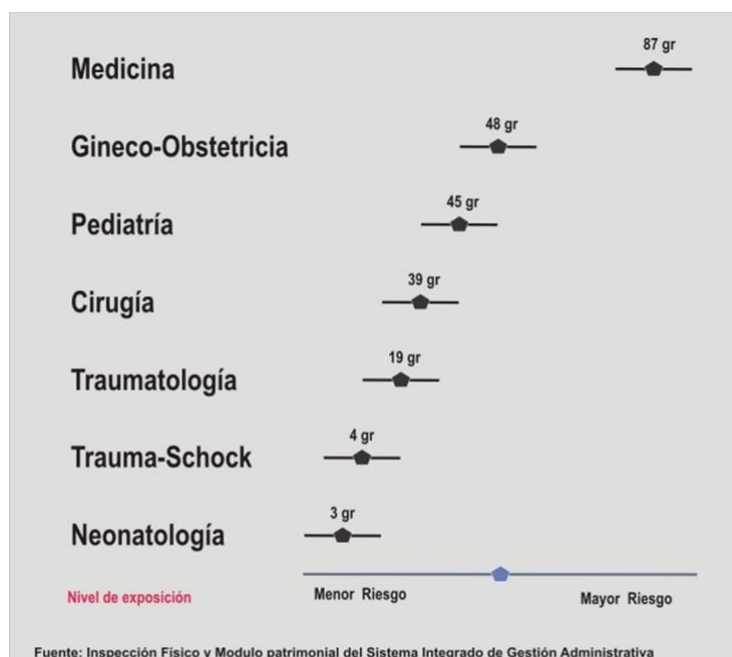 87 gr
Medicina
48 gr
Gineco-Obstetricia
45 gr
Pediatría
39 gr
Cirugía
19 gr
Traumatología
4 gr
Trauma-Schock
3 gr
Neonatología
Nivel de exposición
Menor Riesgo
Mayor Riesgo
Fuente: Inspección Físico y Modulo patrimonial del Sistema Integrado de Gestión Administrativa